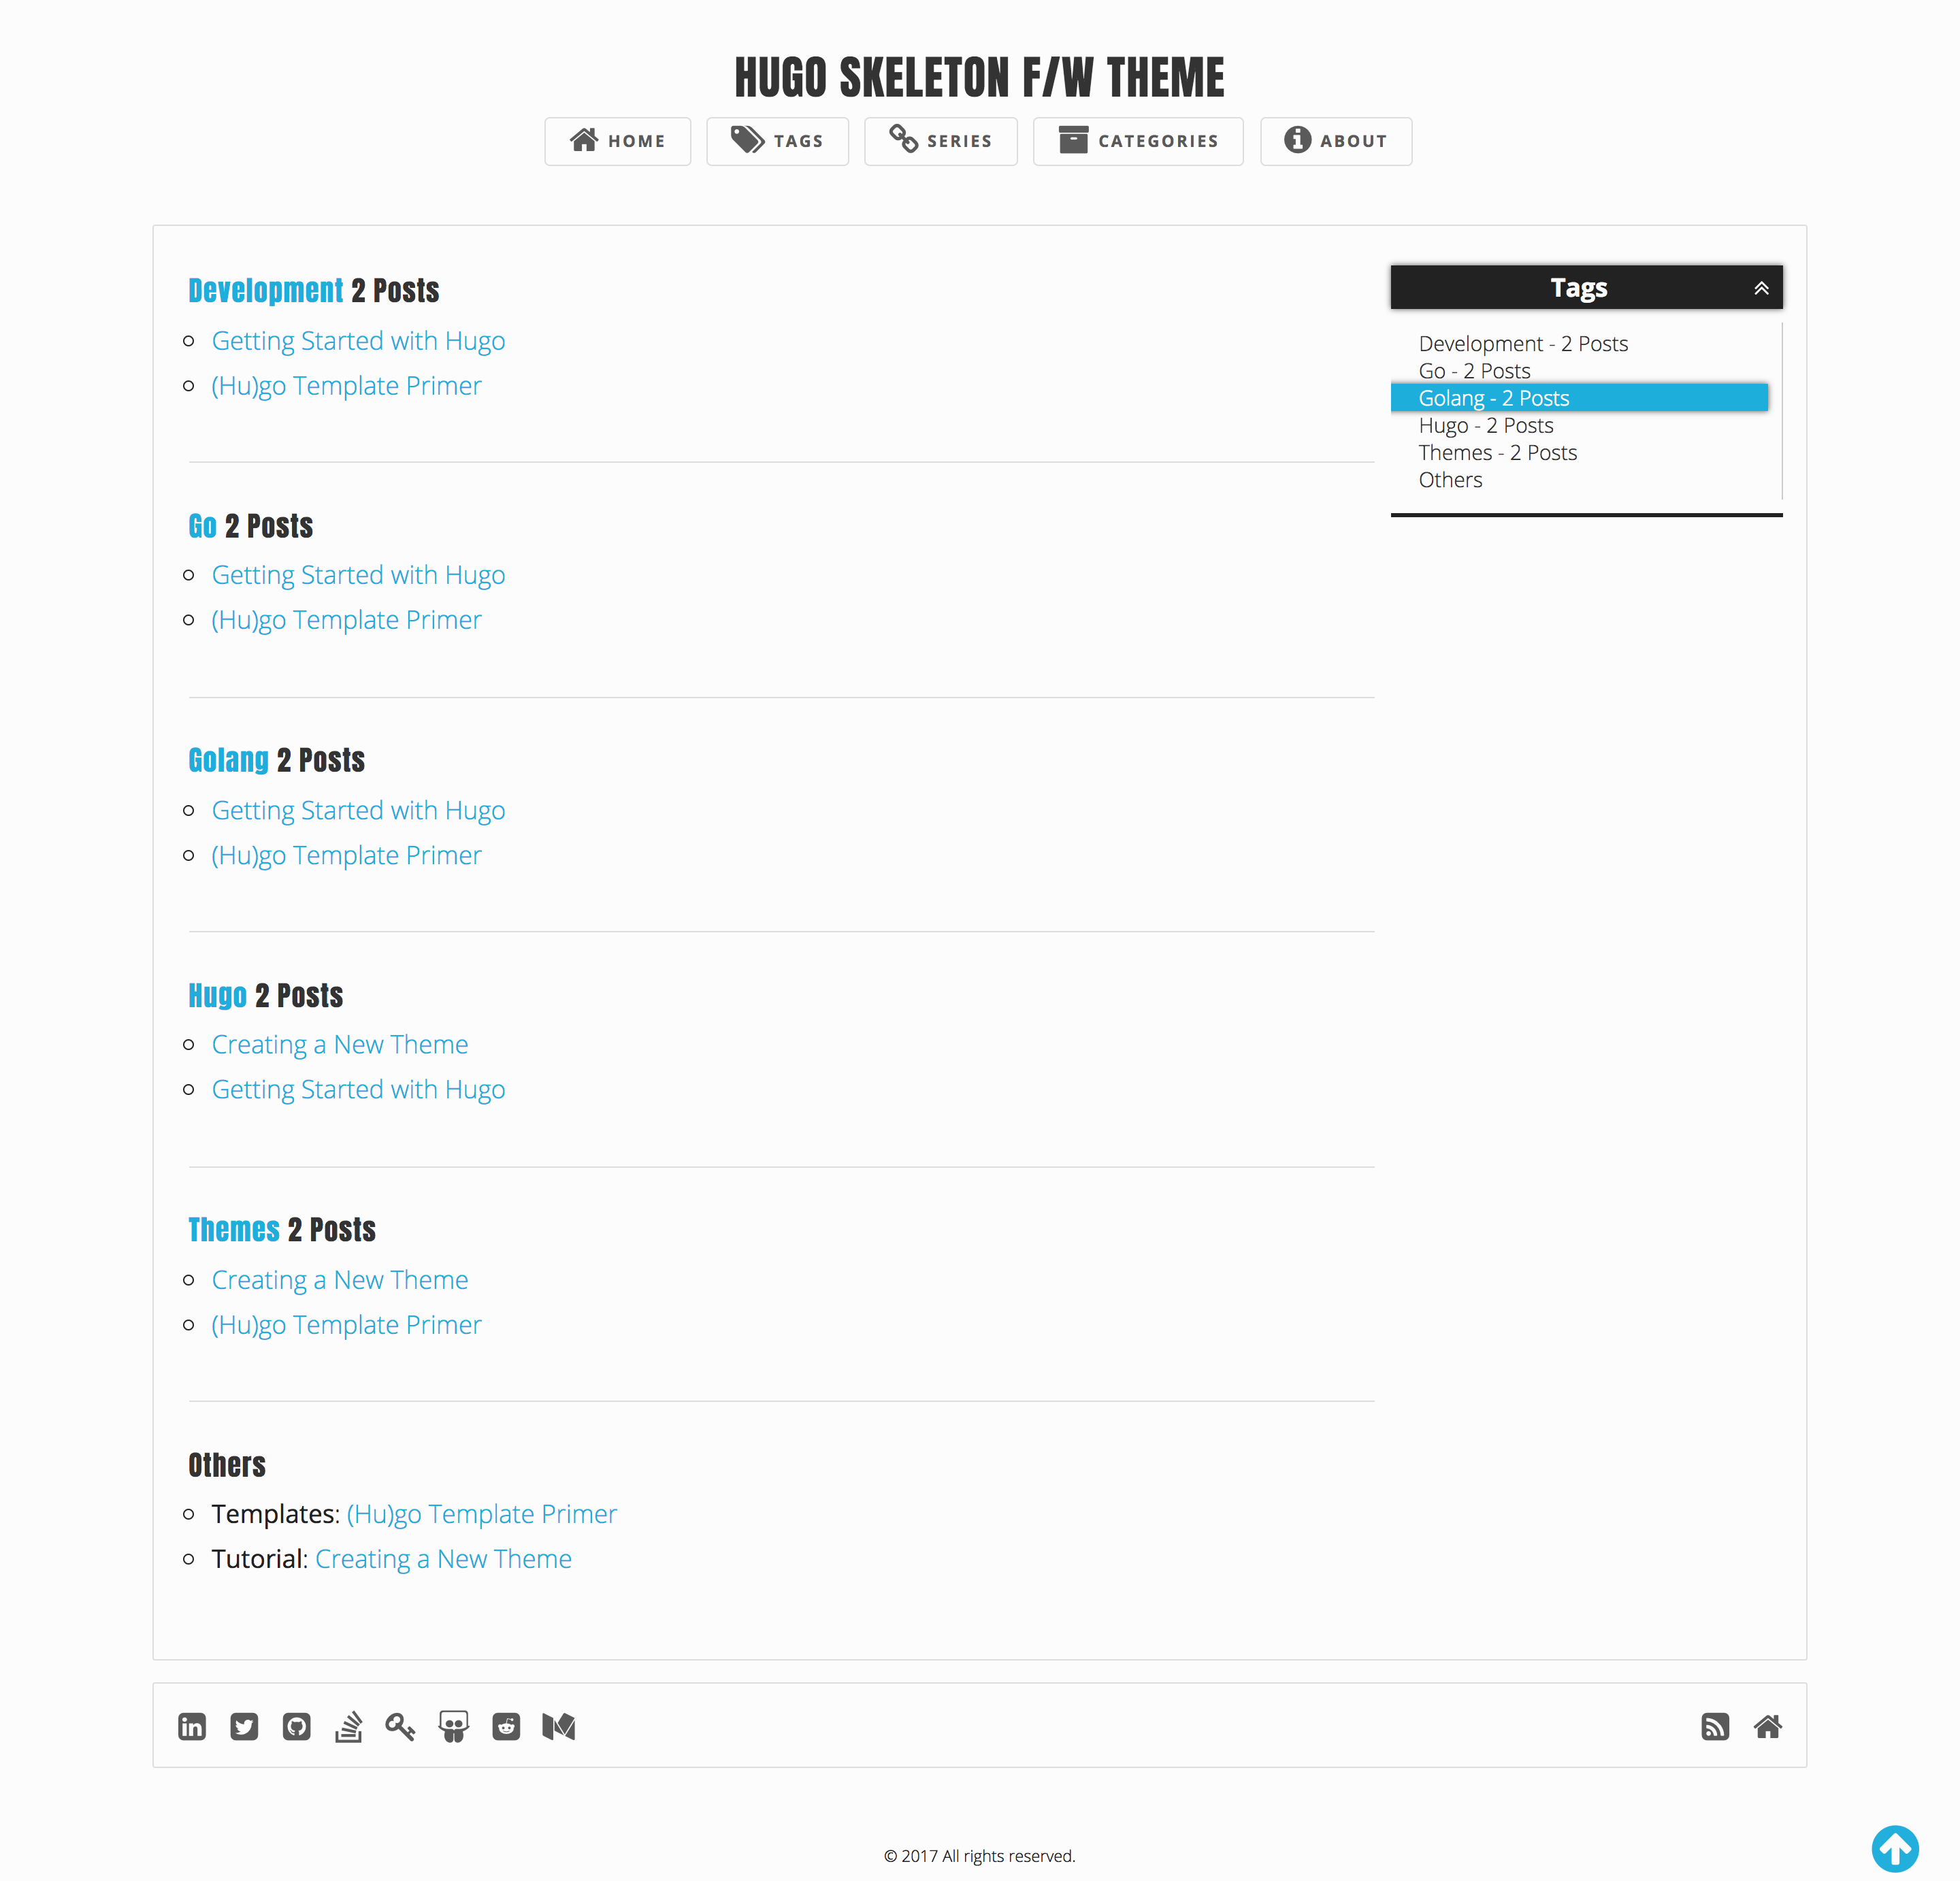 HUGO SKELETON F/W THEME
HOME TAGS SERIES CATEGORIES ABOUT
Development 2 Posts
Getting Started with Hugo
(Hu)go Template Primer
Go 2 Posts
Getting Started with Hugo
(Hu)go Template Primer
Golang 2 Posts
Getting Started with Hugo
(Hu)go Template Primer
Hugo 2 Posts
Creating a New Theme
Getting Started with Hugo
Themes 2 Posts
Creating a New Theme
(Hu)go Template Primer
Others
Templates: (Hu)go Template Primer
Tutorial: Creating a New Theme
Tags
Development - 2 Posts
Go - 2 Posts
Golang - 2 Posts
Hugo - 2 Posts
Themes - 2 Posts
Others
© 2017 All rights reserved.